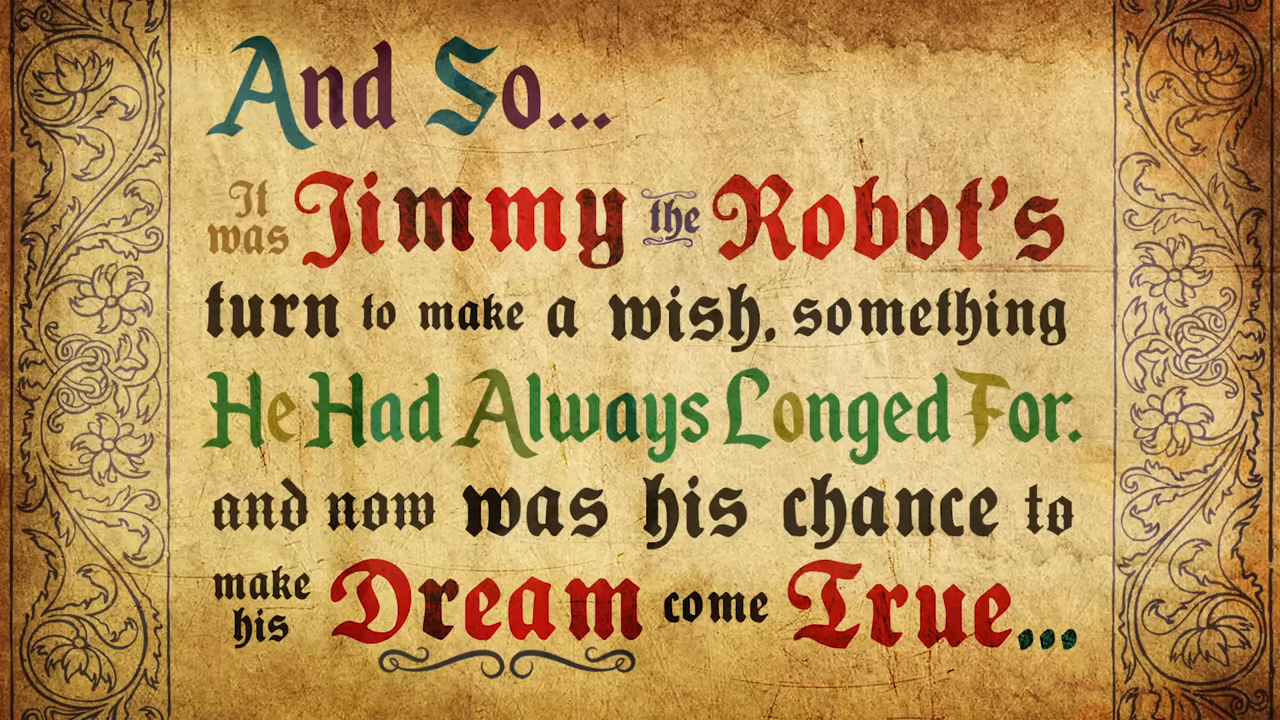 And So...
It was Jimmy the Robot's
turn to make a wish. something
He Had Always Longed For.
and now was his chance to
make his Dream come True...